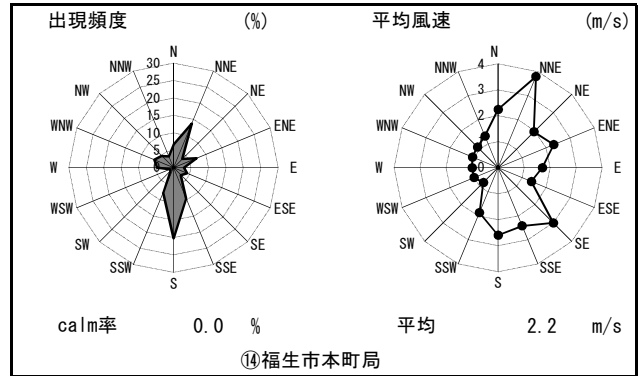 出現頻度 (%)
N
NNE
NE
ENE
E
ESE
SE
SSE
S
SSW
SW
WSW
W
WNW
NW
NNW
30
25
20
15
10
5
0
calm率 0.0 %
平均風速 (m/s)
N
NNE
NE
ENE
E
ESE
SE
SSE
S
SSW
SW
WSW
W
WNW
NW
NNW
4
3
2
1
0
平均 2.2 m/s
⑭福生市本町局